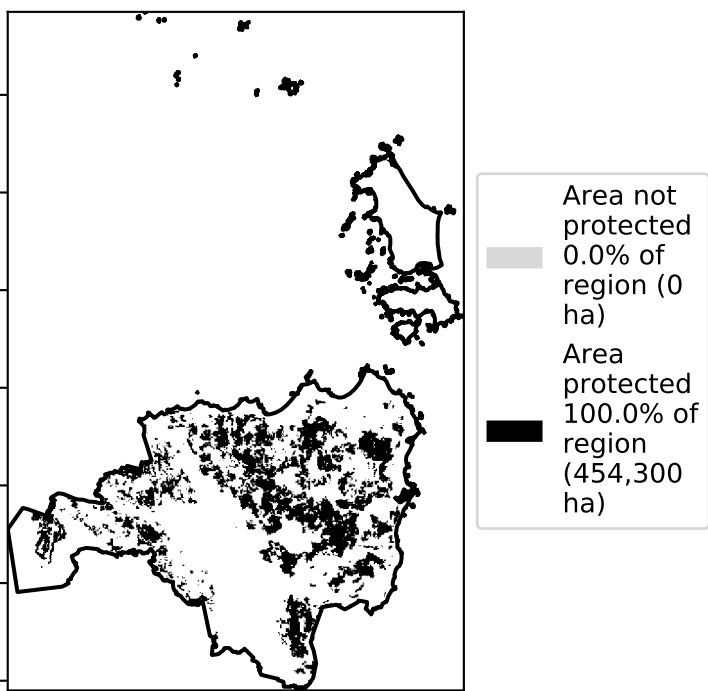 Area not
protected
0.0% of
region (0
ha)
Area
protected
100.0% of
region
(454,300
ha)